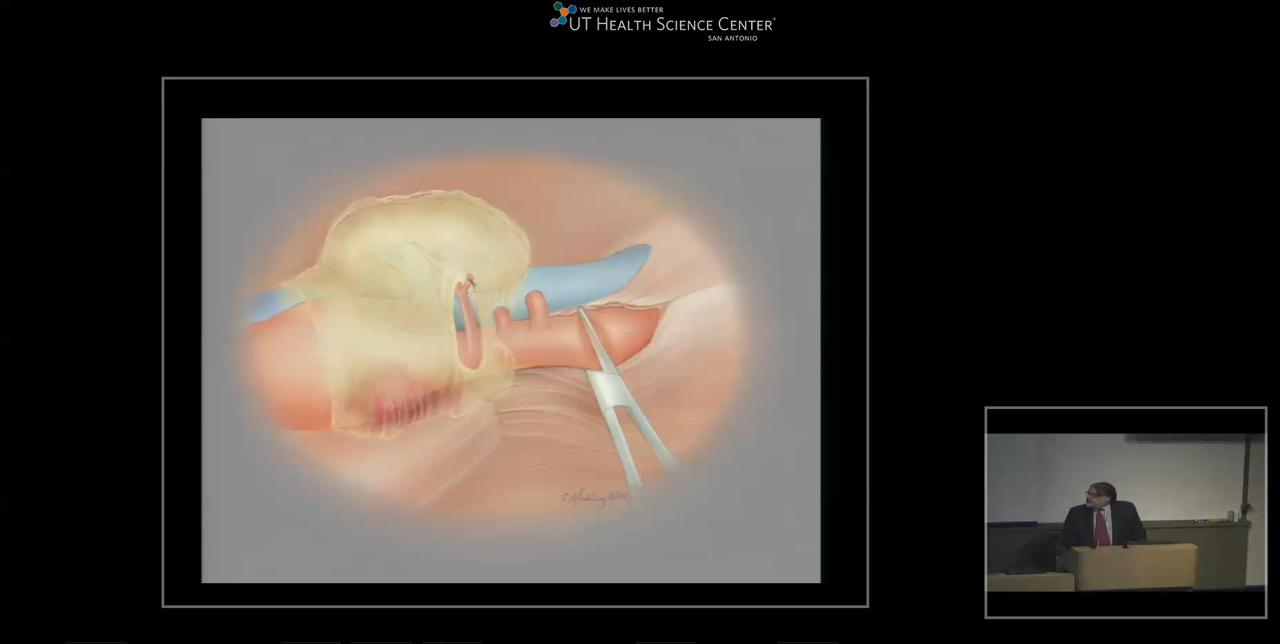 WE MAKE LIVES BETTER
UT HEALTH SCIENCE CENTER®
SAN ANTONIO